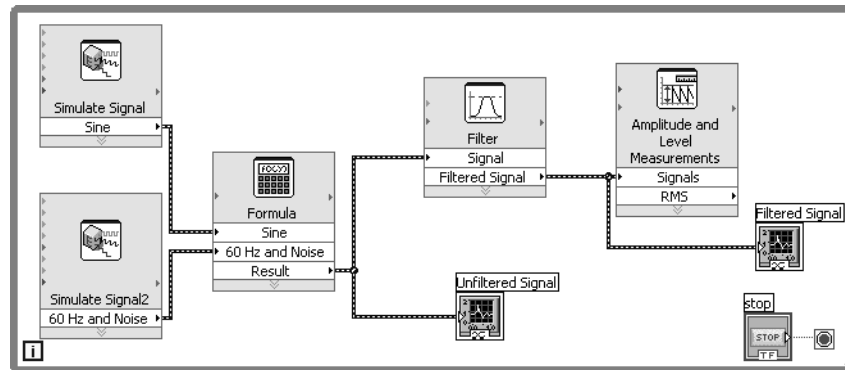 Simulate Signal
Sine
Simulate Signal2
60 Hz and Noise
f(x,y)
Formula
Sine
60 Hz and Noise
Result
Filter
Signal
Filtered Signal
Amplitude and
Level
Measurements
Signals
RMS
Unfiltered Signal
Filtered Signal
stop
STOP
TF
i